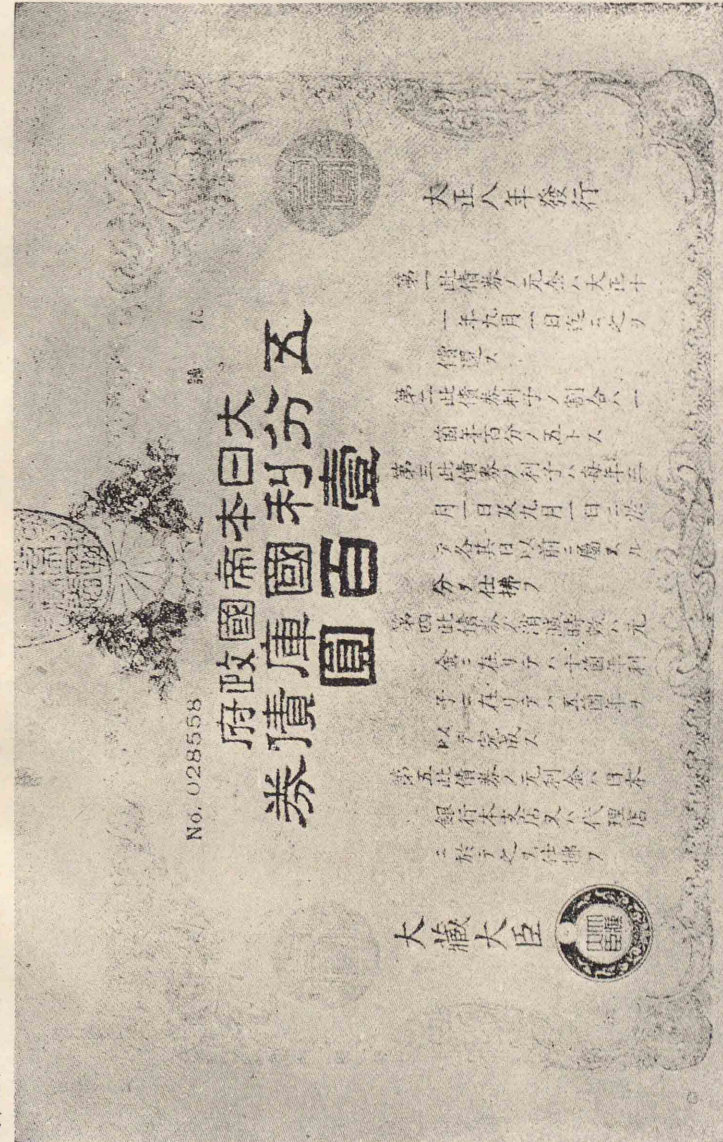 No. 028558
大日本帝國政府
五分利國庫債券
壹百圓
大正八年發行
第一此債券ノ元金ハ大正十
一年九月一日迄ニ之ヲ
償還ス
第二此債券利子ノ割合ハ一
箇年百分ノ五トス
第三此債券ノ利子ハ毎年三
月一日及九月一日ニ於
テ各其日以前ニ屬スル
分ヲ仕拂フ
第四此債券ノ消滅時效ハ元
金ニ在リテハ十箇年利
子ニ在リテハ五箇年ヲ
以テ完成ス
第五此債券ノ元利金ハ日本
銀行本支店又ハ代理店
ニ於テ之ヲ仕拂フ
大藏大臣